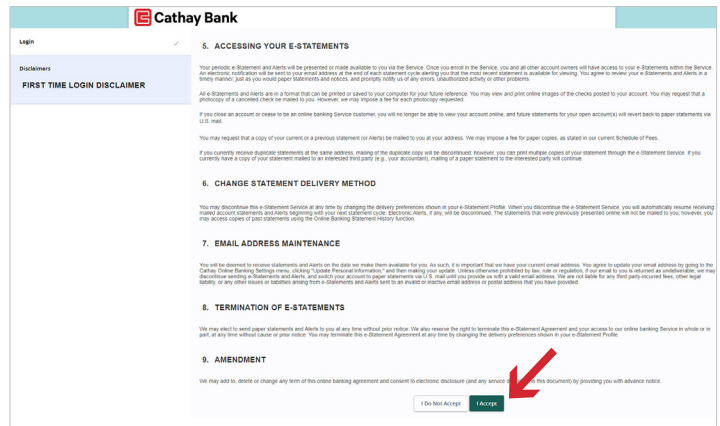 Cathay Bank
Login
Disclaimers
FIRST TIME LOGIN DISCLAIMER
5. ACCESSING YOUR E-STATEMENTS
Your periodic e-Statement and Alerts will be presented or made available to you via the Service. Once you enroll in the Service, you and all other account owners will have access to your e-Statements within the Service.
An electronic notification will be sent to your email address at the end of each statement cycle alerting you that the most recent statement is available for viewing. You agree to review your e-Statements and Alerts in a
timely manner, just as you would paper statements and notices, and promptly notify us of any errors, unauthorized activity or other problems.
All e-Statements and Alerts are in a format that can be printed or saved to your computer for your future reference. You may view and print online images of the checks posted to your account. You may request that a
photocopy of a cancelled check be mailed to you. However, we may impose a fee for each photocopy requested.
If you close an account or cease to be an online banking Service customer, you will no longer be able to view your account online, and future statements for your open account(s) will revert back to paper statements via
U.S. mail.
You may request that a copy of your current or a previous statement (or Alerts) be mailed to you at your address. We may impose a fee for paper copies, as stated in our current Schedule of Fees.
If you currently receive duplicate statements at the same address, mailing of the duplicate copy will be discontinued; however, you can print multiple copies of your statement through the e-Statement Service. If you
currently have a copy of your statement mailed to an interested third party (e.g., your accountant), mailing of a paper statement to the interested party will continue.
6. CHANGE STATEMENT DELIVERY METHOD
You may discontinue this e-Statement Service at any time by changing the delivery preferences shown in your e-Statement Profile. When you discontinue the e-Statement Service, you will automatically resume receiving
mailed account statements and Alerts beginning with your next statement cycle. Electronic Alerts, if any, will be discontinued. The statements that were previously presented online will not be mailed to you; however, you
may access copies of past statements using the Online Banking Statement History function.
7. EMAIL ADDRESS MAINTENANCE
You will be deemed to receive statements and Alerts on the date we make them available for you. As such, it is important that we have your current email address. You agree to update your email address by going to the
Cathay Online Banking Settings menu, clicking "Update Personal Information," and then making your update. Unless otherwise prohibited by law, rule or regulation, if our email to you is returned as undeliverable, we may
discontinue sending e-Statements and Alerts, and switch your account to paper statements via U.S. mail until you provide us with a valid email address. We are not liable for any third party-incurred fees, other legal
liability, or any other issues or liabilities arising from e-Statements and Alerts sent to an invalid or inactive email address or postal address that you have provided.
8. TERMINATION OF E-STATEMENTS
We may elect to send paper statements and Alerts to you at any time without prior notice. We also reserve the right to terminate this e-Statement Agreement and your access to our online banking Service in whole or in
part, at any time without cause or prior notice. You may terminate this e-Statement Agreement at any time by changing the delivery preferences shown in your e-Statement Profile.
9. AMENDMENT
We may add to, delete or change any term of this online banking agreement and consent to electronic disclosure (and any service in this document) by providing you with advance notice.
I Do Not Accept
I Accept